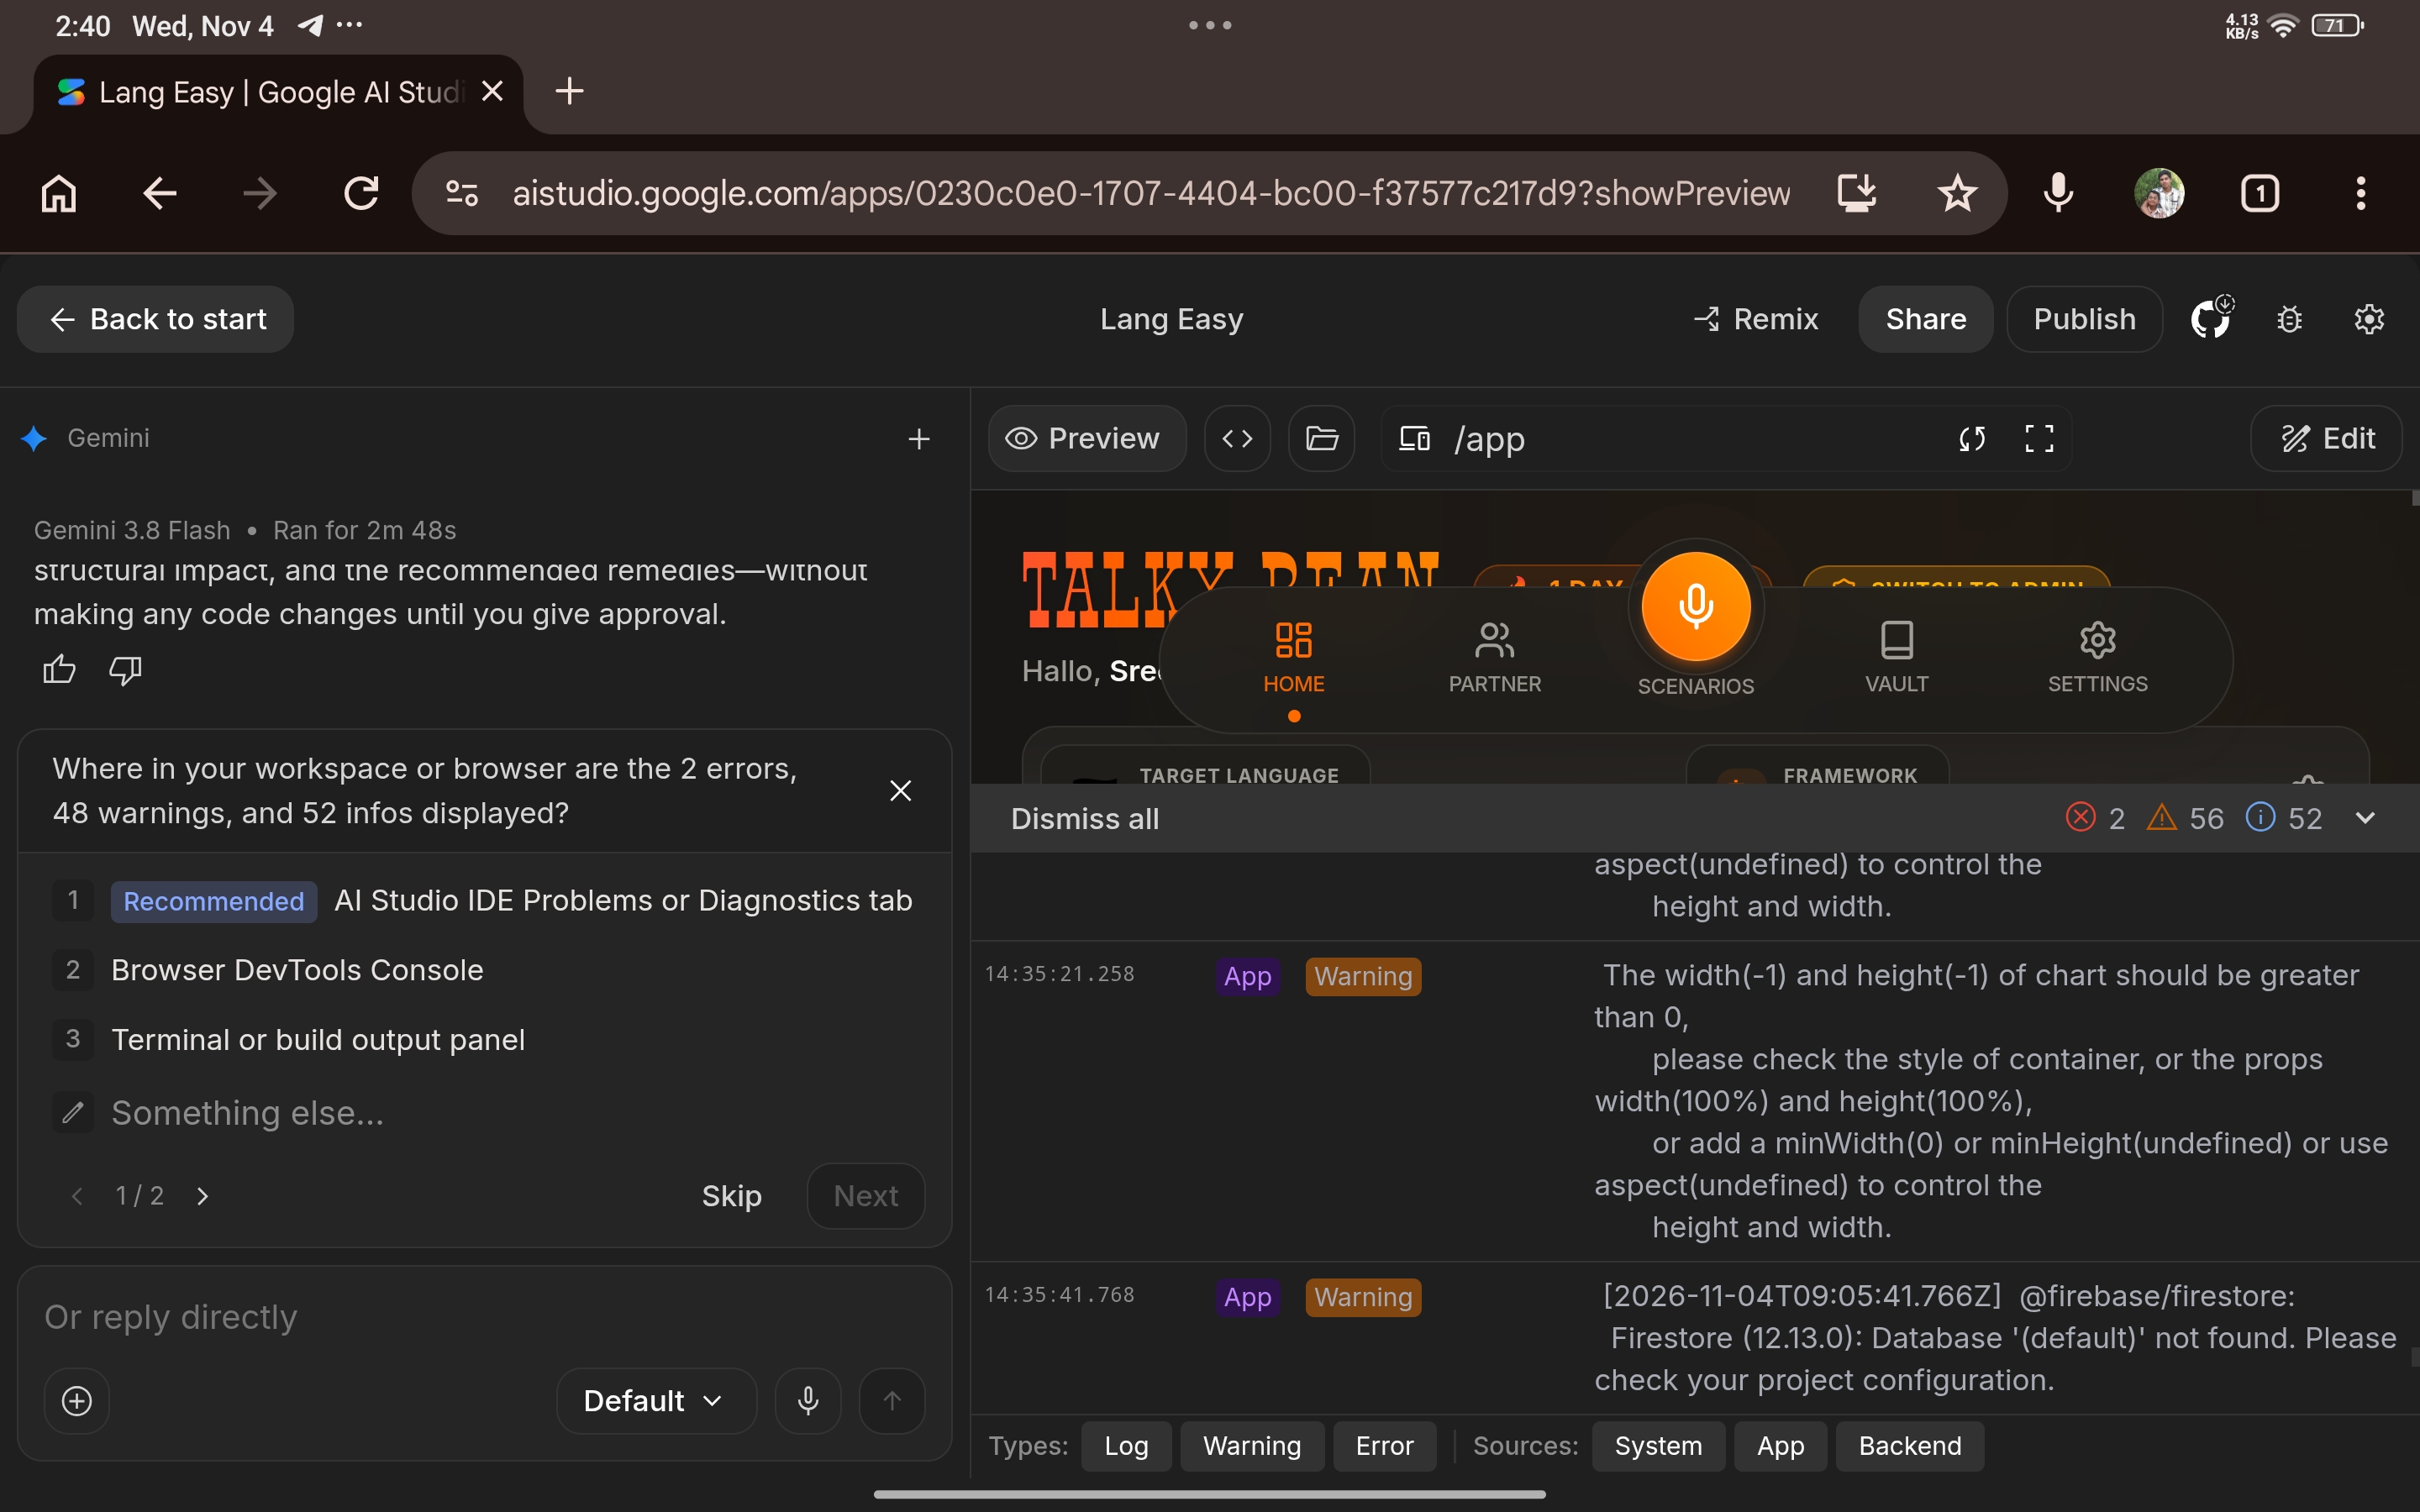 2:40 Wed, Nov 4
4.13
KB/s
71
Lang Easy | Google AI Studi
aistudio.google.com/apps/0230c0e0-1707-4404-bc00-f37577c217d9?showPreview
1
Back to start
Lang Easy
Remix
Share
Publish
Gemini
Preview
/app
Edit
Gemini 3.8 Flash • Ran for 2m 48s
structural impact, and the recommended remedies—without
making any code changes until you give approval.
Where in your workspace or browser are the 2 errors,
48 warnings, and 52 infos displayed?
1 Recommended AI Studio IDE Problems or Diagnostics tab
2 Browser DevTools Console
3 Terminal or build output panel
Something else...
1 / 2
Skip
Next
Or reply directly
Default
TALKY BEAN
1 DAY
SWITCH TO ADMIN
Hallo, Sree
HOME
PARTNER
SCENARIOS
VAULT
SETTINGS
TARGET LANGUAGE
FRAMEWORK
Dismiss all
2 56 52
aspect(undefined) to control the
height and width.
14:35:21.258 App Warning The width(-1) and height(-1) of chart should be greater
than 0,
please check the style of container, or the props
width(100%) and height(100%),
or add a minWidth(0) or minHeight(undefined) or use
aspect(undefined) to control the
height and width.
14:35:41.768 App Warning [2026-11-04T09:05:41.766Z] @firebase/firestore:
Firestore (12.13.0): Database '(default)' not found. Please
check your project configuration.
Types: Log Warning Error Sources: System App Backend